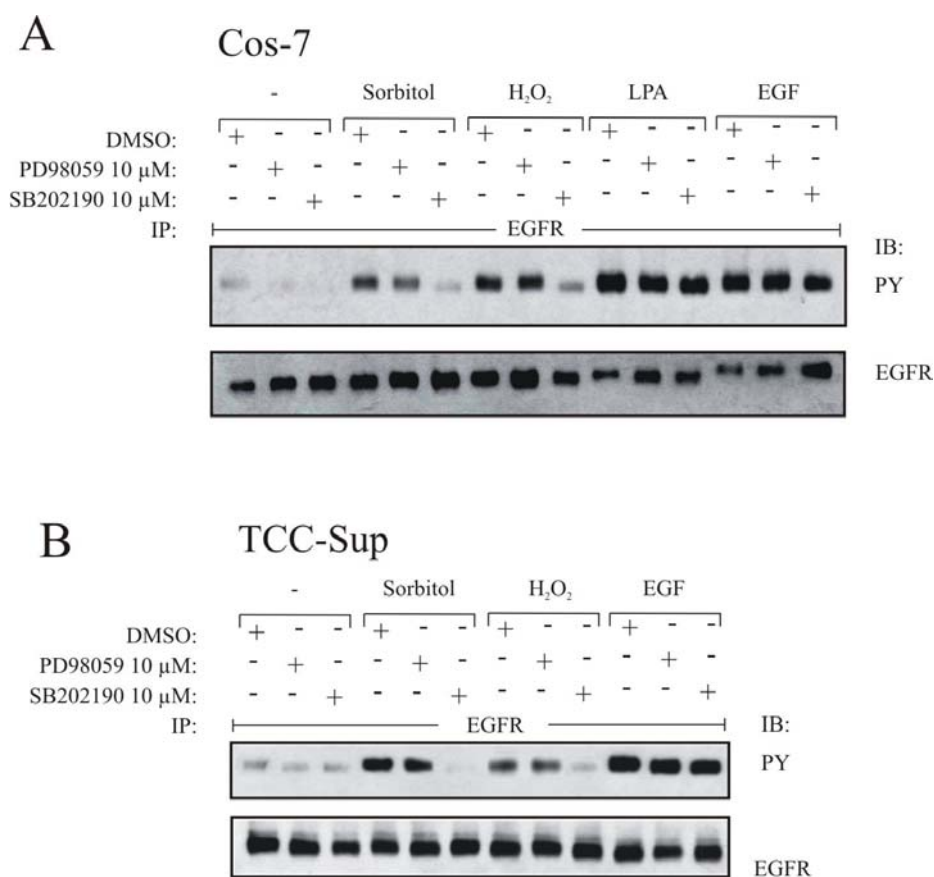 A
Cos-7
- Sorbitol H₂O₂ LPA EGF
DMSO: + - - + - - + - - + - - + - -
PD98059 10 µM: - + - - + - - + - - + - - + -
SB202190 10 µM: - - + - - + - - + - - + - - +
IP: EGFR
IB:
PY
EGFR
B
TCC-Sup
- Sorbitol H₂O₂ EGF
DMSO: + - - + - - + - - + - -
PD98059 10 µM: - + - - + - - + - - + -
SB202190 10 µM: - - + - - + - - + - - +
IP: EGFR IB:
PY
EGFR